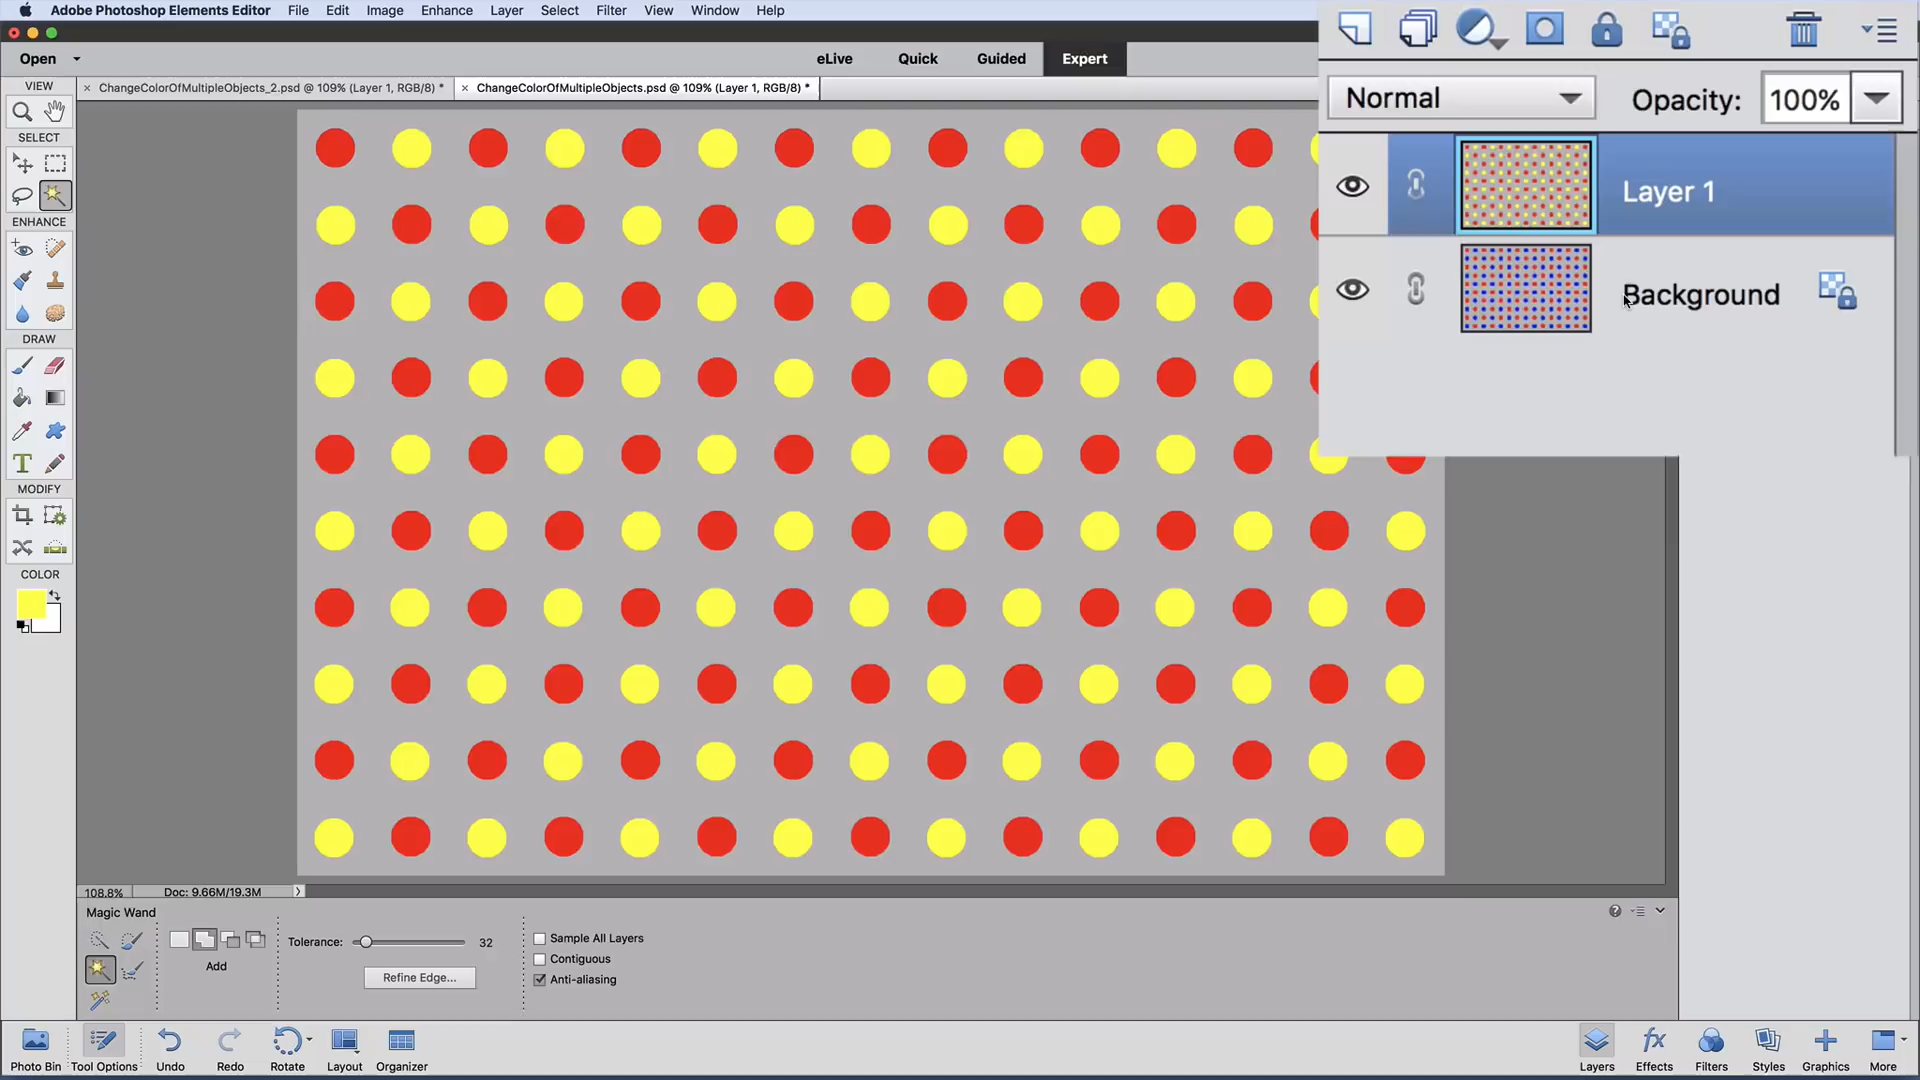 Adobe Photoshop Elements Editor File Edit Image Enhance Layer Select Filter View Window Help
Open eLive Quick Guided Expert
× ChangeColorOfMultipleObjects_2.psd @ 109% (Layer 1, RGB/8) * × ChangeColorOfMultipleObjects.psd @ 109% (Layer 1, RGB/8) *
Normal Opacity: 100%
Layer 1
Background
VIEW
SELECT
ENHANCE
DRAW
T
MODIFY
COLOR
108.8% Doc: 9.66M/19.3M
Magic Wand
Add
Tolerance: 32
Refine Edge...
Sample All Layers
Contiguous
Anti-aliasing
Photo Bin Tool Options Undo Redo Rotate Layout Organizer
fx
Layers Effects Filters Styles Graphics More